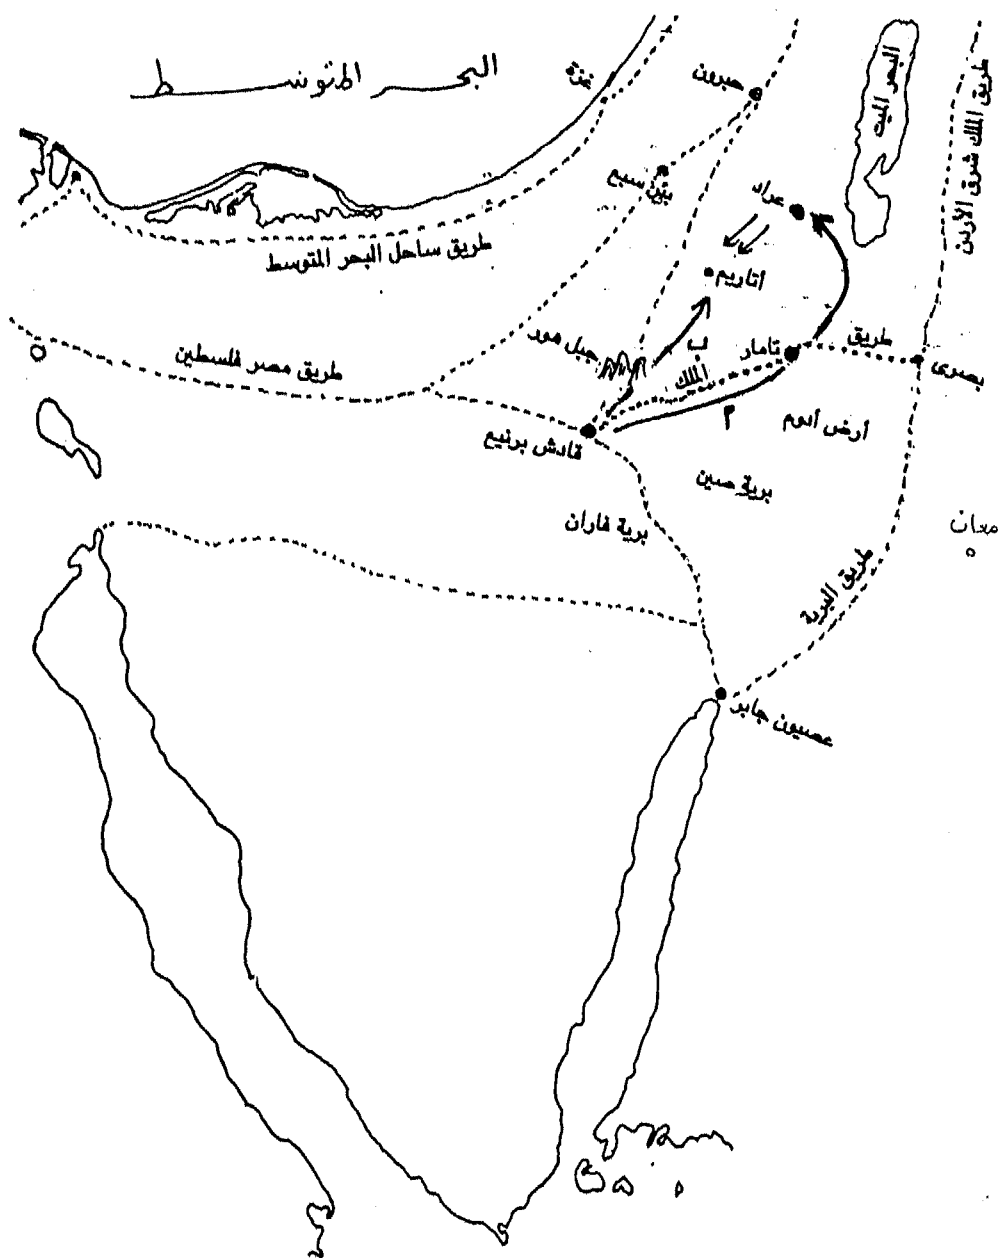 البحر المتوسط
غزة
حبرون
البحر الميت
طريق الملك شرق الأردن
بئر سبع
عراد
طريق ساحل البحر المتوسط
أتاريم
جبل هور
ب
تامار
طريق
بصرى
طريق مصر فلسطين
الملك
أرض أدوم
قادش برنيع
برية صين
برية فاران
معان
طريق البرية
عصيون جابر